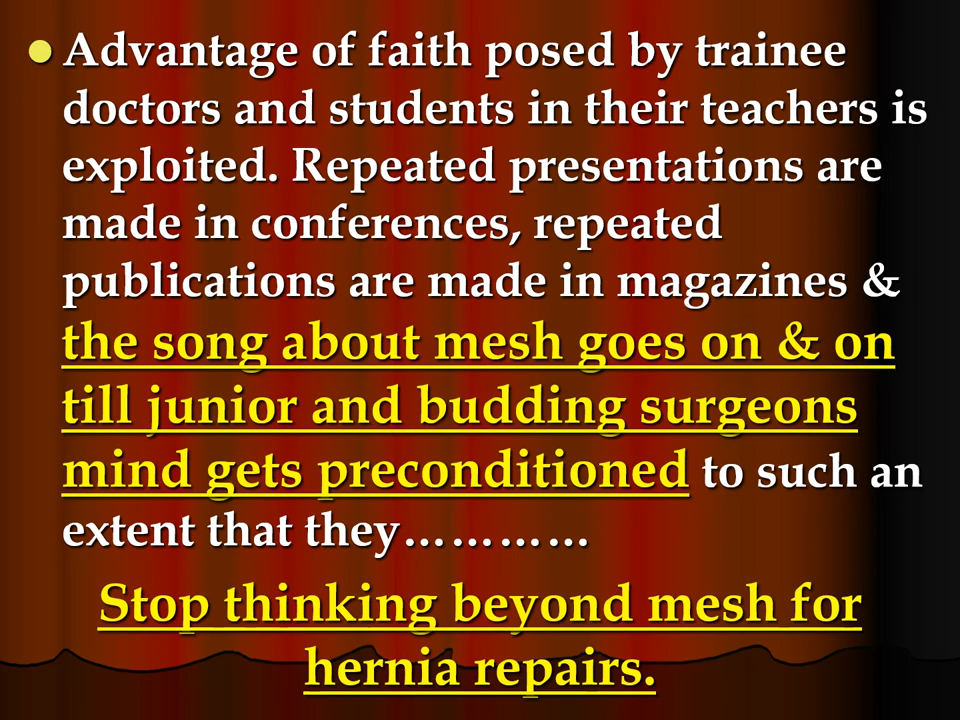 Advantage of faith posed by trainee
doctors and students in their teachers is
exploited. Repeated presentations are
made in conferences, repeated
publications are made in magazines &
the song about mesh goes on & on
till junior and budding surgeons
mind gets preconditioned to such an
extent that they…………
Stop thinking beyond mesh for
hernia repairs.